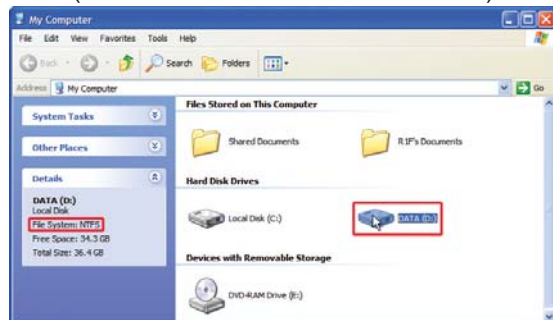 My Computer
File Edit View Favorites Tools Help
Back Search Folders
Address My Computer Go
System Tasks
Other Places
Details
DATA (D:)
Local Disk
File System: NTFS
Free Space: 34.3 GB
Total Size: 36.4 GB
Files Stored on This Computer
Shared Documents R1F's Documents
Hard Disk Drives
Local Disk (C:) DATA (D:)
Devices with Removable Storage
DVD-RAM Drive (E:)